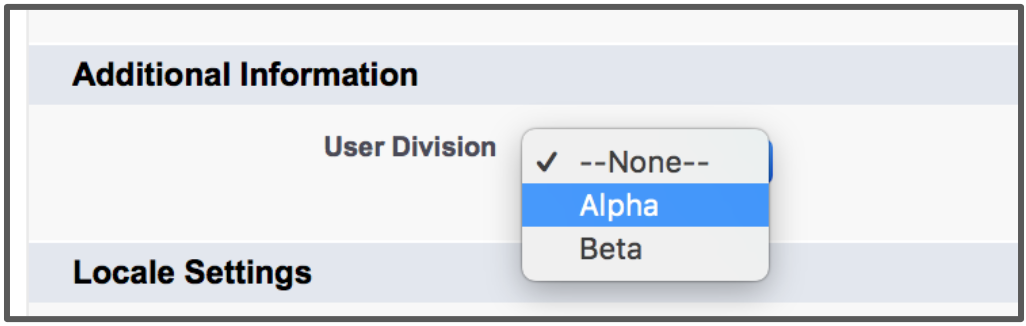 Additional Information
User Division
✓ --None--
Alpha
Beta
Locale Settings